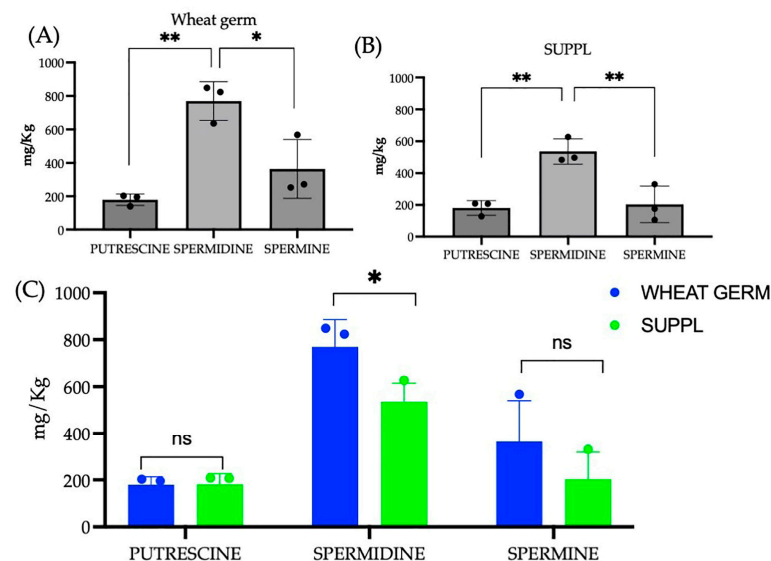 Wheat germ
(A)
** *
1000
800
600
400
200
0
mg/Kg
PUTRESCINE SPERMIDINE SPERMINE
(B)
SUPPL
** **
1000
800
600
400
200
0
mg/kg
PUTRESCINE SPERMIDINE SPERMINE
(C)
*
ns
ns
1000
800
600
400
200
0
mg/Kg
PUTRESCINE SPERMIDINE SPERMINE
WHEAT GERM
SUPPL